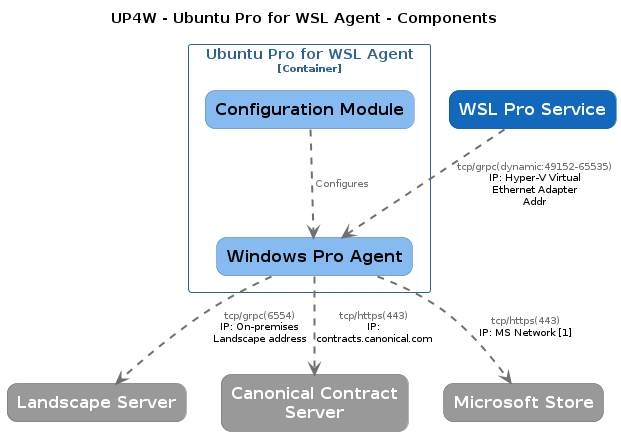 UP4W - Ubuntu Pro for WSL Agent - Components
Ubuntu Pro for WSL Agent
[Container]
Configuration Module
WSL Pro Service
tcp/grpc(dynamic:49152-65535)
IP: Hyper-V Virtual
Ethernet Adapter
Addr
Configures
Windows Pro Agent
tcp/grpc(6554)
IP: On-premises
Landscape address
tcp/https(443)
IP:
contracts.canonical.com
tcp/https(443)
IP: MS Network [1]
Landscape Server
Canonical Contract
Server
Microsoft Store